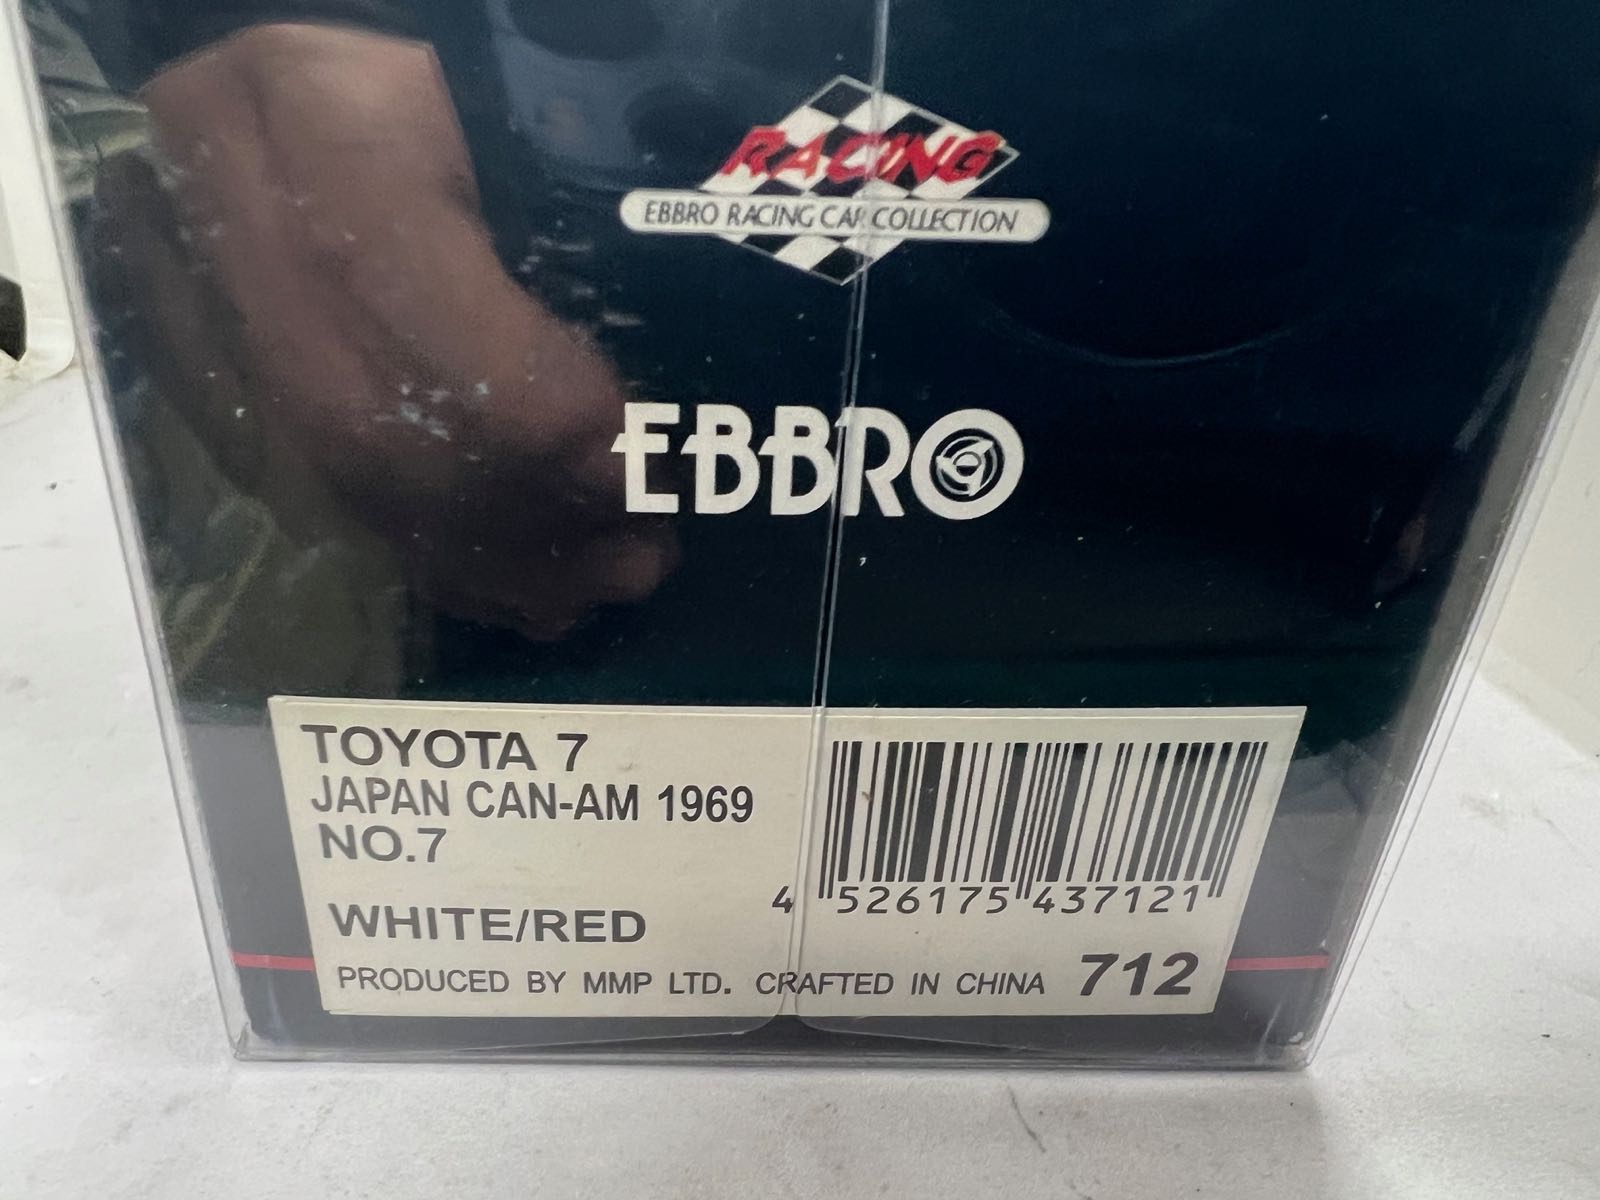 RACING
EBBRO RACING CAR COLLECTION
EBBRO
TOYOTA 7
JAPAN CAN-AM 1969
NO.7
WHITE/RED
4 526175 437121
PRODUCED BY MMP LTD. CRAFTED IN CHINA 712